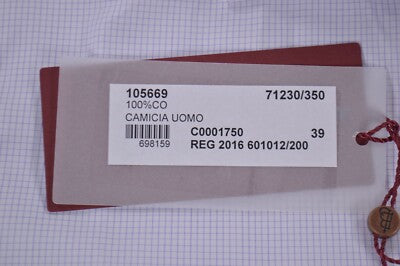 105669 71230/350
100%CO
CAMICIA UOMO
C0001750 39
698159 REG 2016 601012/200